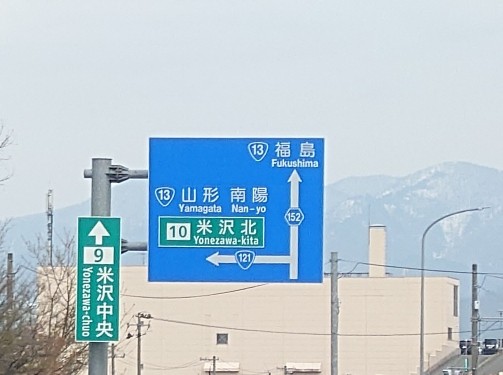 13 福島
Fukushima
13 山形 南陽
Yamagata Nan-yo
10 米沢北
Yonezawa-kita
152
121
9
米沢中央
Yonezawa-chuo